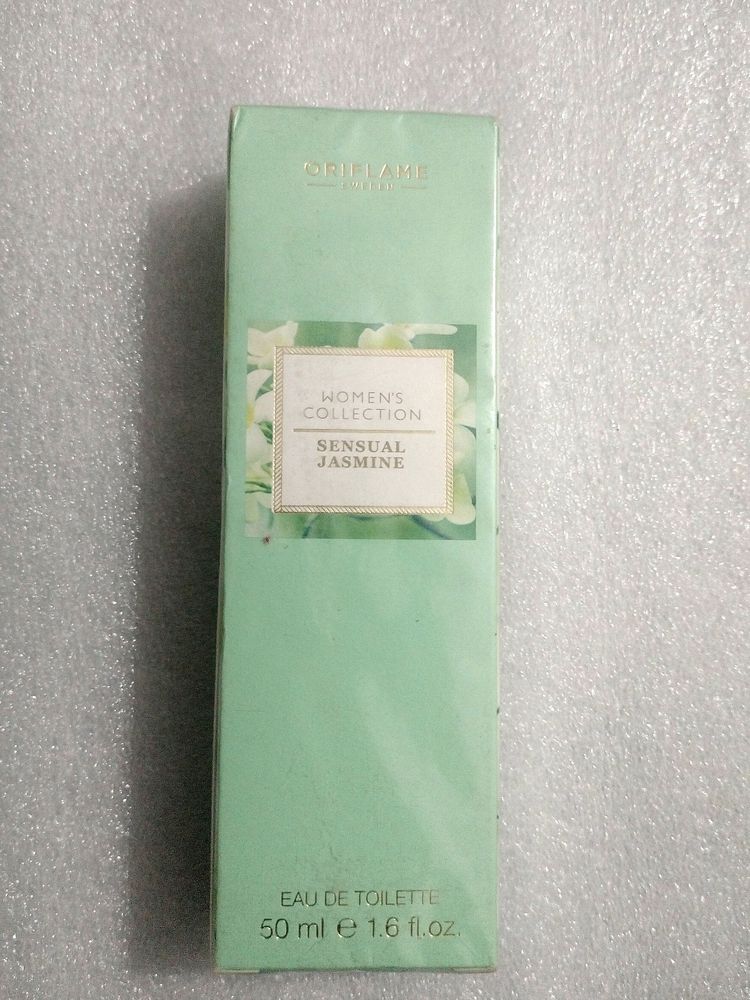 ORIFLAME
SWEDEN
WOMEN'S
COLLECTION
SENSUAL
JASMINE
EAU DE TOILETTE
50 ml ℮ 1.6 fl.oz.